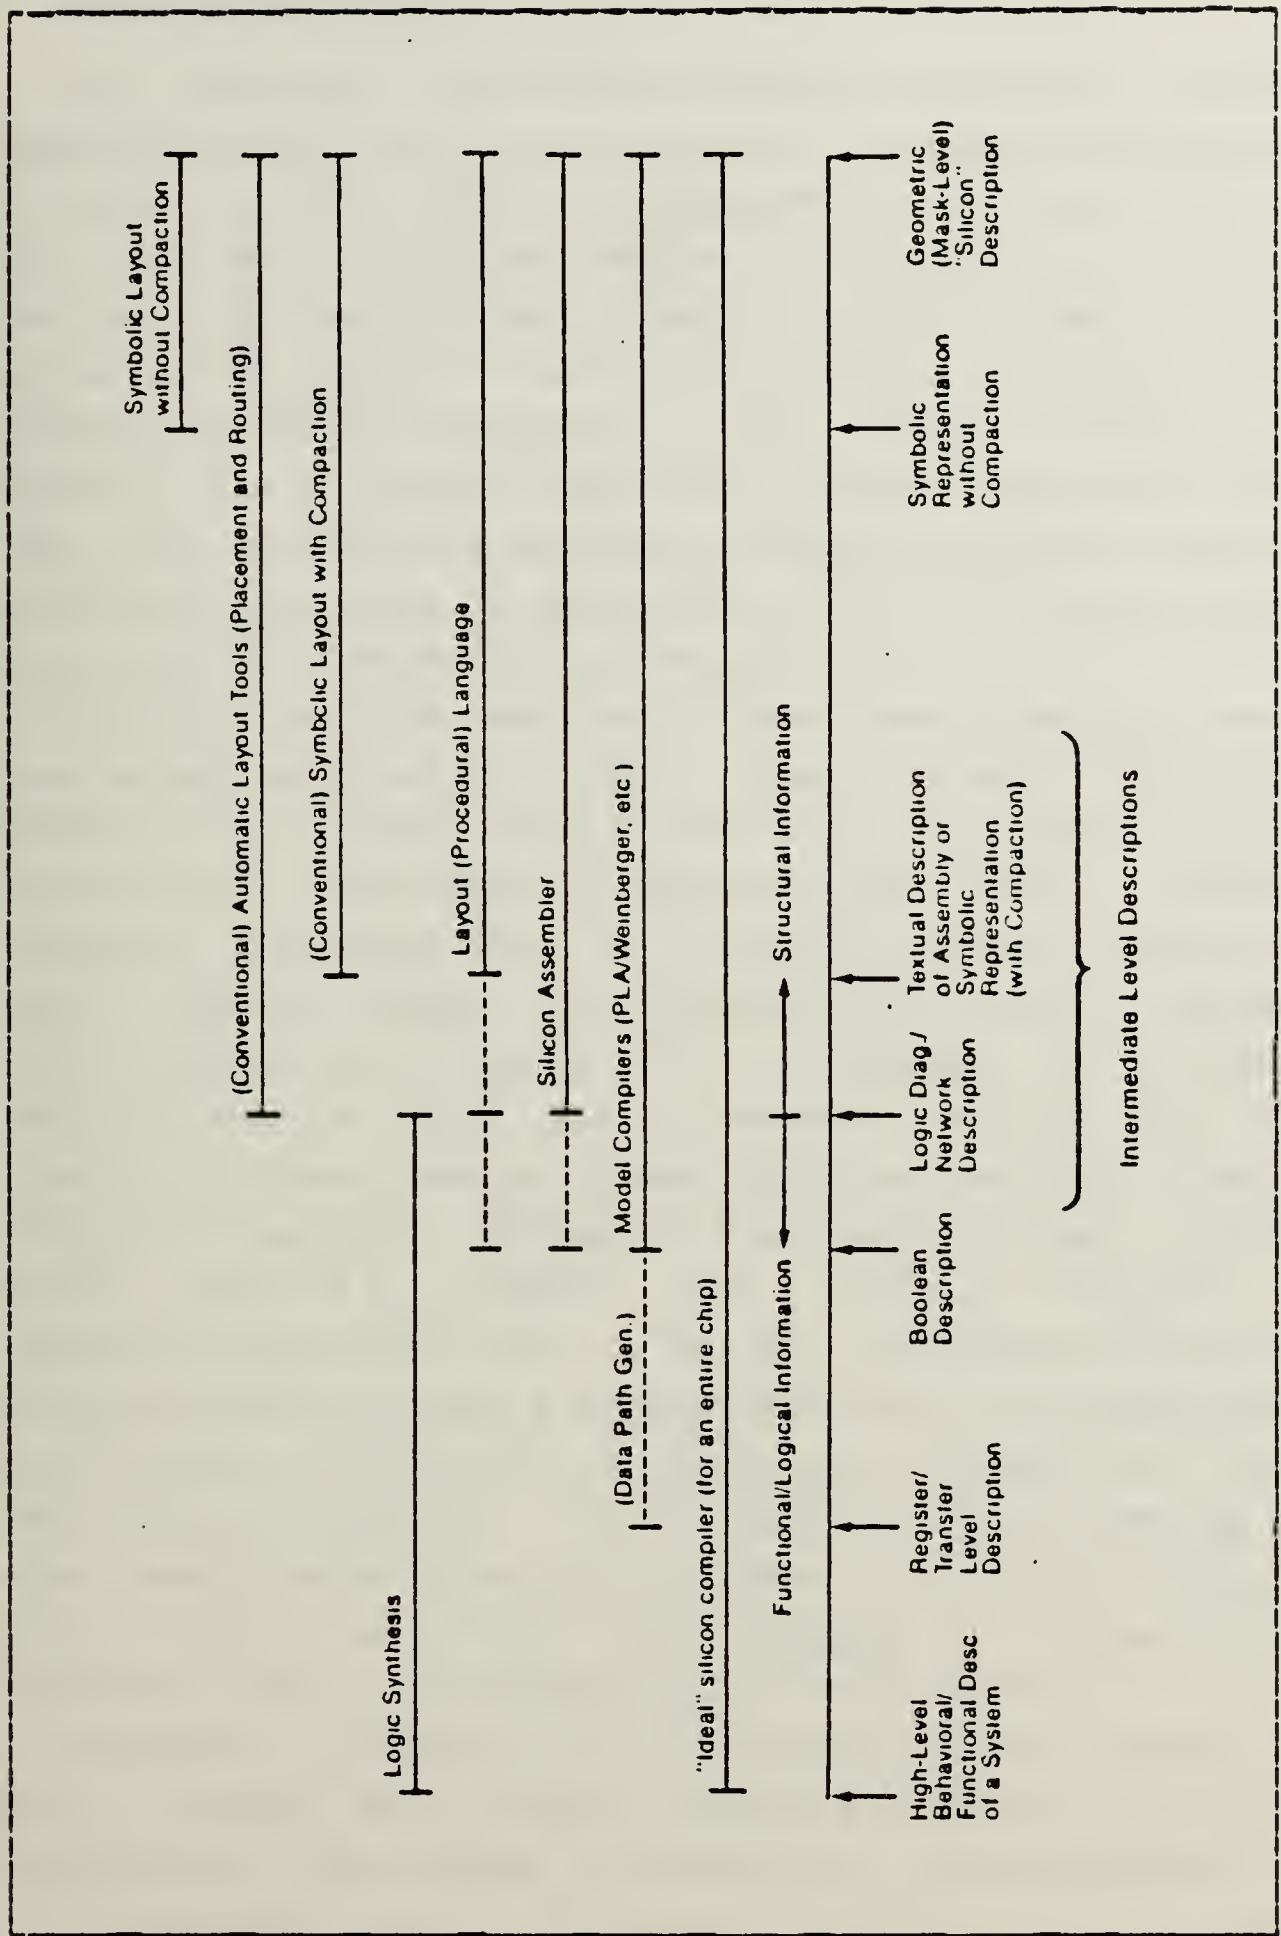 Symbolic Layout
without Compaction
(Conventional) Automatic Layout Tools (Placement and Routing)
(Conventional) Symbolic Layout with Compaction
Logic Synthesis
Layout (Procedural) Language
Silicon Assembler
(Data Path Gen.)
Model Compilers (PLA/Weinberger, etc )
"Ideal" silicon compiler (for an entire chip)
Functional/Logical Information
Structural Information
High-Level
Behavioral/
Functional Desc
of a System
Register/
Transfer
Level
Description
Boolean
Description
Logic Diag./
Network
Description
Textual Description
of Assembly or
Symbolic
Representation
(with Compaction)
Symbolic
Representation
without
Compaction
Geometric
(Mask-Level)
"Silicon"
Description
Intermediate Level Descriptions